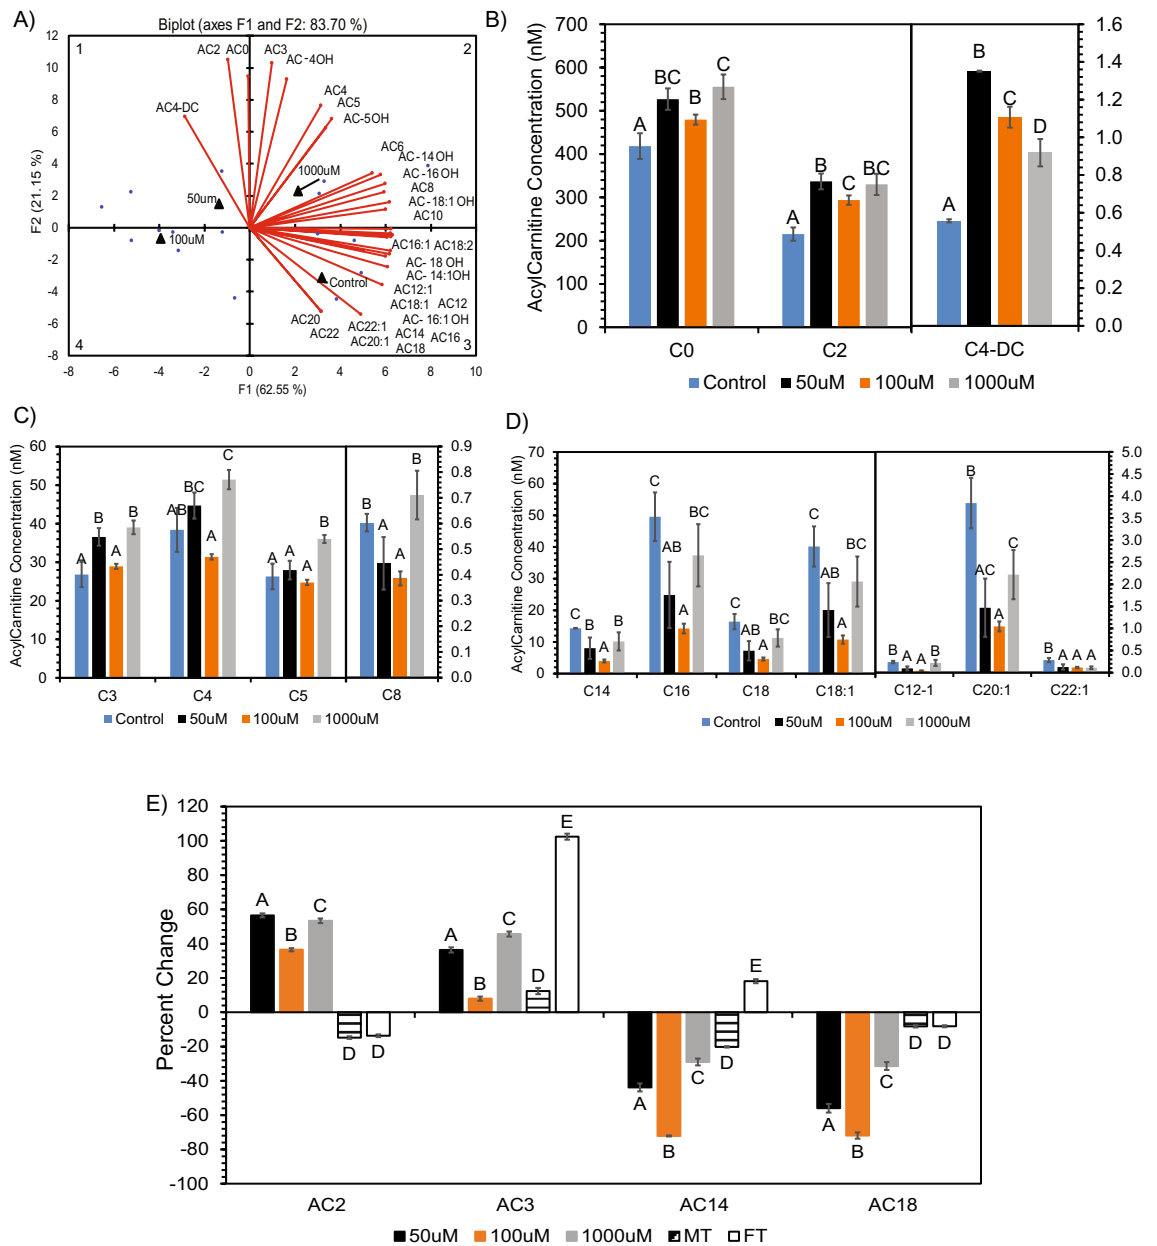 A)
Biplot (axes F1 and F2: 83.70 %)
12
10
8
6
4
2
0
-2
-4
-6
-8
F2 (21.15 %)
1
2
3
4
AC2 AC0
AC3
AC-4OH
AC4-DC
AC4
AC5
AC-5OH
AC6
AC-14OH
AC-16OH
AC8
AC-18:1OH
AC10
1000uM
50um
100uM
Control
AC16:1 AC18:2
AC- 18 OH
AC- 14:1OH
AC12:1
AC18:1 AC12
AC- 16:1OH
AC14 AC16
AC18
AC20
AC22
AC22:1
AC20:1
-8 -6 -4 -2 0 2 4 6 8 10
F1 (62.55 %)
B)
AcylCarnitine Concentration (nM)
700
600
500
400
300
200
100
0
1.6
1.4
1.2
1.0
0.8
0.6
0.4
0.2
0.0
A BC B C
A B C BC
A B C D
C0 C2 C4-DC
Control 50uM 100uM 1000uM
C)
AcylCarnitine Concentration (nM)
60
50
40
30
20
10
0
0.9
0.8
0.7
0.6
0.5
0.4
0.3
0.2
0.1
0.0
A B A B
AB BC A C
A A A B
B A A B
C3 C4 C5 C8
Control 50uM 100uM 1000uM
D)
AcylCarnitine Concentration (nM)
70
60
50
40
30
20
10
0
5.0
4.5
4.0
3.5
3.0
2.5
2.0
1.5
1.0
0.5
0.0
C B A B
C AB A BC
C AB A BC
C AB A BC
B A A B
B AC A C
B A A A
C14 C16 C18 C18:1 C12-1 C20:1 C22:1
Control 50uM 100uM 1000uM
E)
Percent Change
120
100
80
60
40
20
0
-20
-40
-60
-80
-100
A B C D D
A B C D E
A B C D E
A B C D D
AC2 AC3 AC14 AC18
50uM 100uM 1000uM MT FT